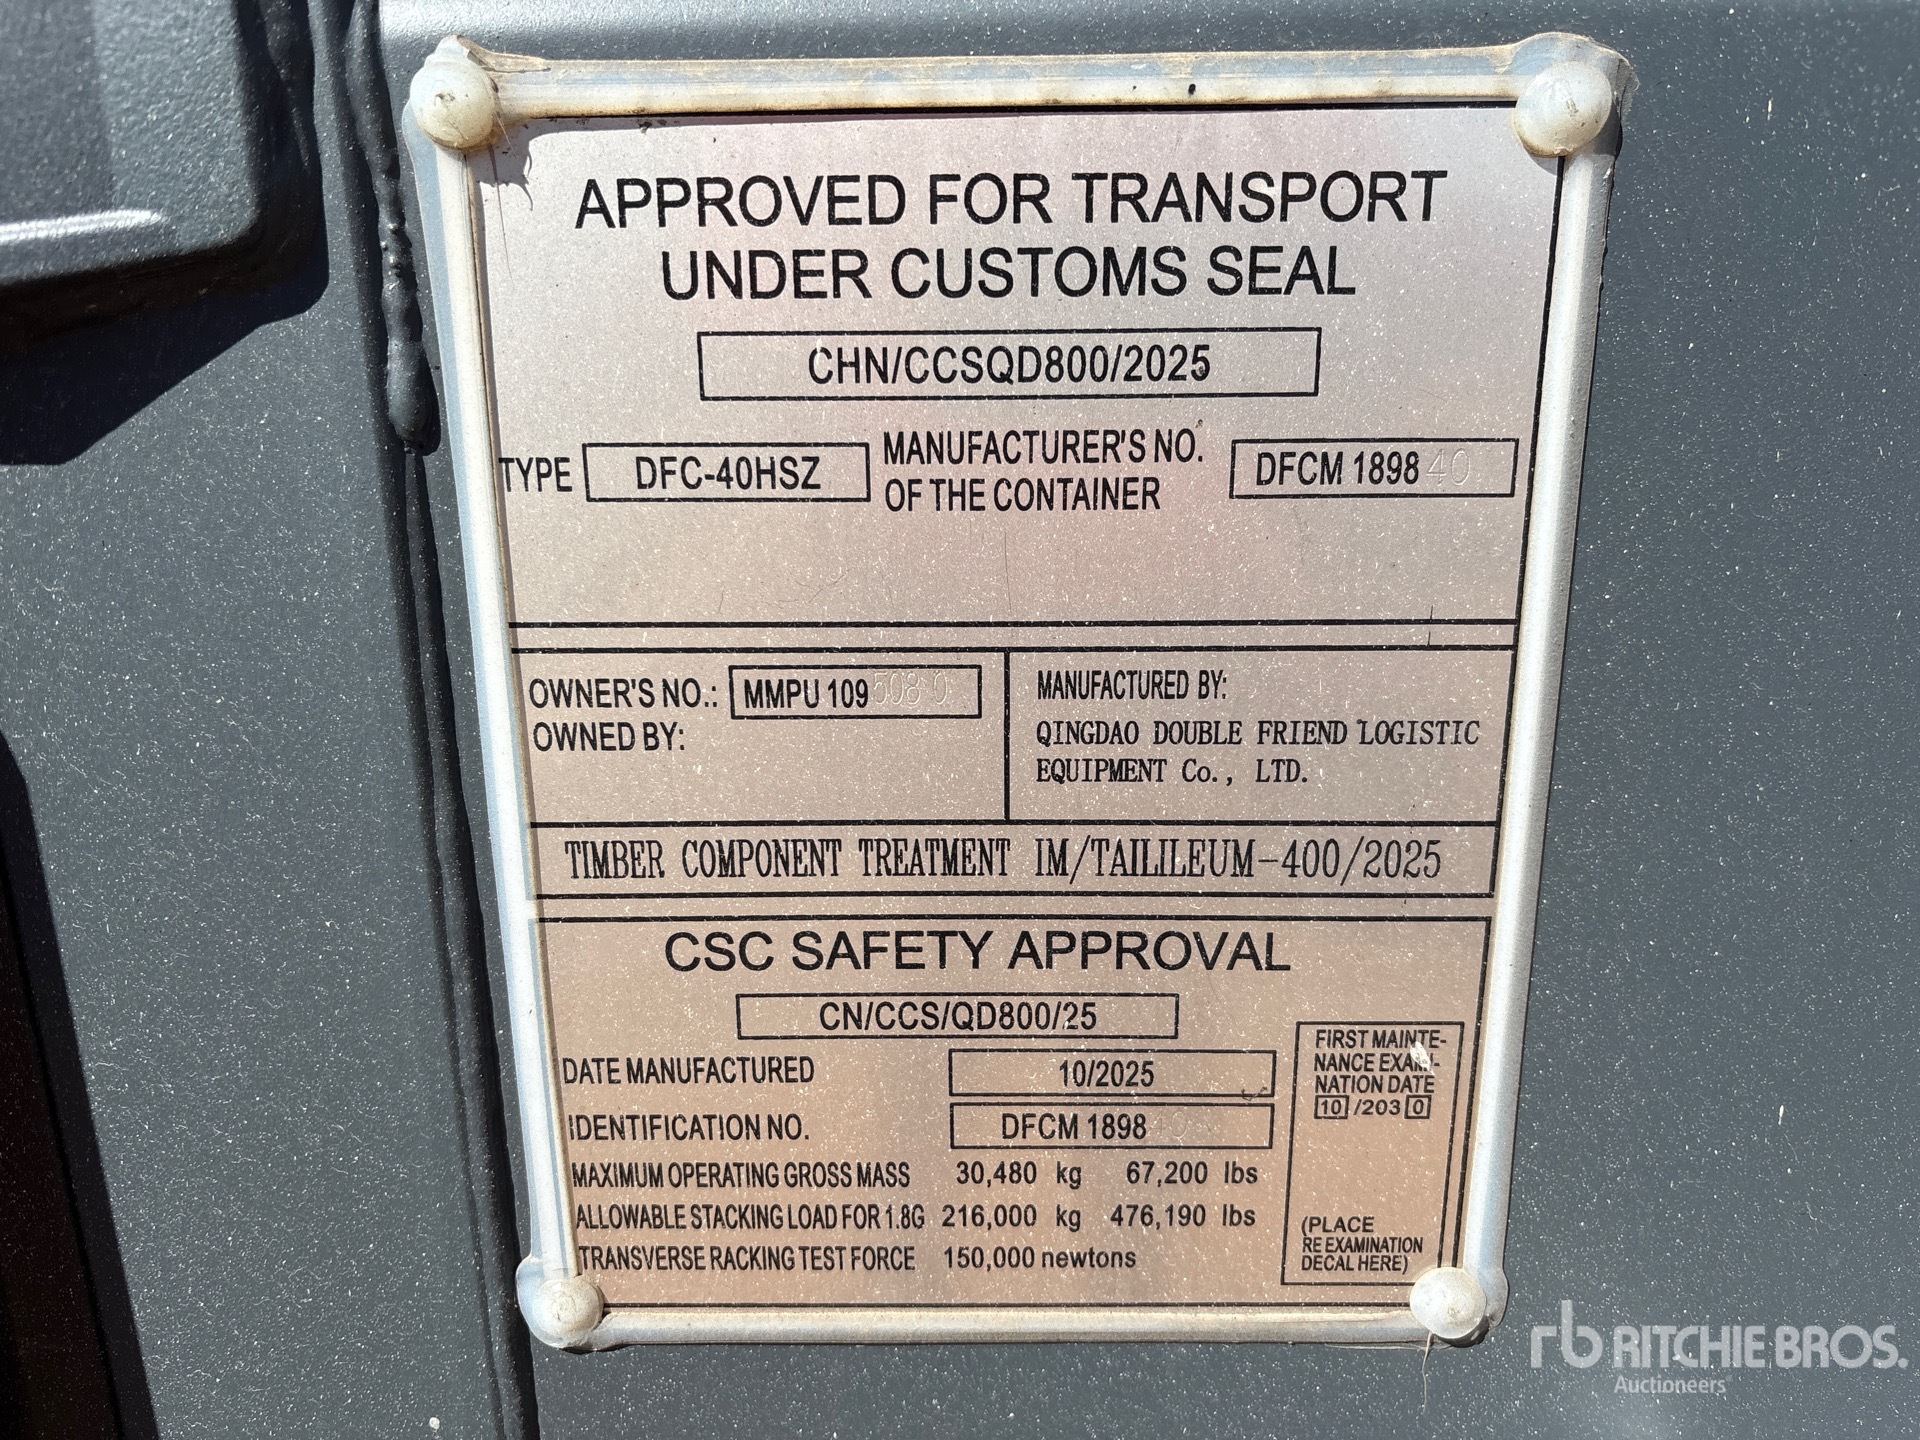 APPROVED FOR TRANSPORT
UNDER CUSTOMS SEAL
CHN/CCSQD800/2025
TYPE DFC-40HSZ MANUFACTURER'S NO. OF THE CONTAINER DFCM 189840
OWNER'S NO.: MMPU 109508 0
OWNED BY:
MANUFACTURED BY:
QINGDAO DOUBLE FRIEND LOGISTIC
EQUIPMENT Co., LTD.
TIMBER COMPONENT TREATMENT IM/TAILILEUM-400/2025
CSC SAFETY APPROVAL
CN/CCS/QD800/25
DATE MANUFACTURED 10/2025
IDENTIFICATION NO. DFCM 189840
MAXIMUM OPERATING GROSS MASS 30,480 kg 67,200 lbs
ALLOWABLE STACKING LOAD FOR 1.8G 216,000 kg 476,190 lbs
TRANSVERSE RACKING TEST FORCE 150,000 newtons
FIRST MAINTE-
NANCE EXAMI-
NATION DATE
10/2030
(PLACE
RE EXAMINATION
DECAL HERE)
rb RITCHIE BROS.
Auctioneers